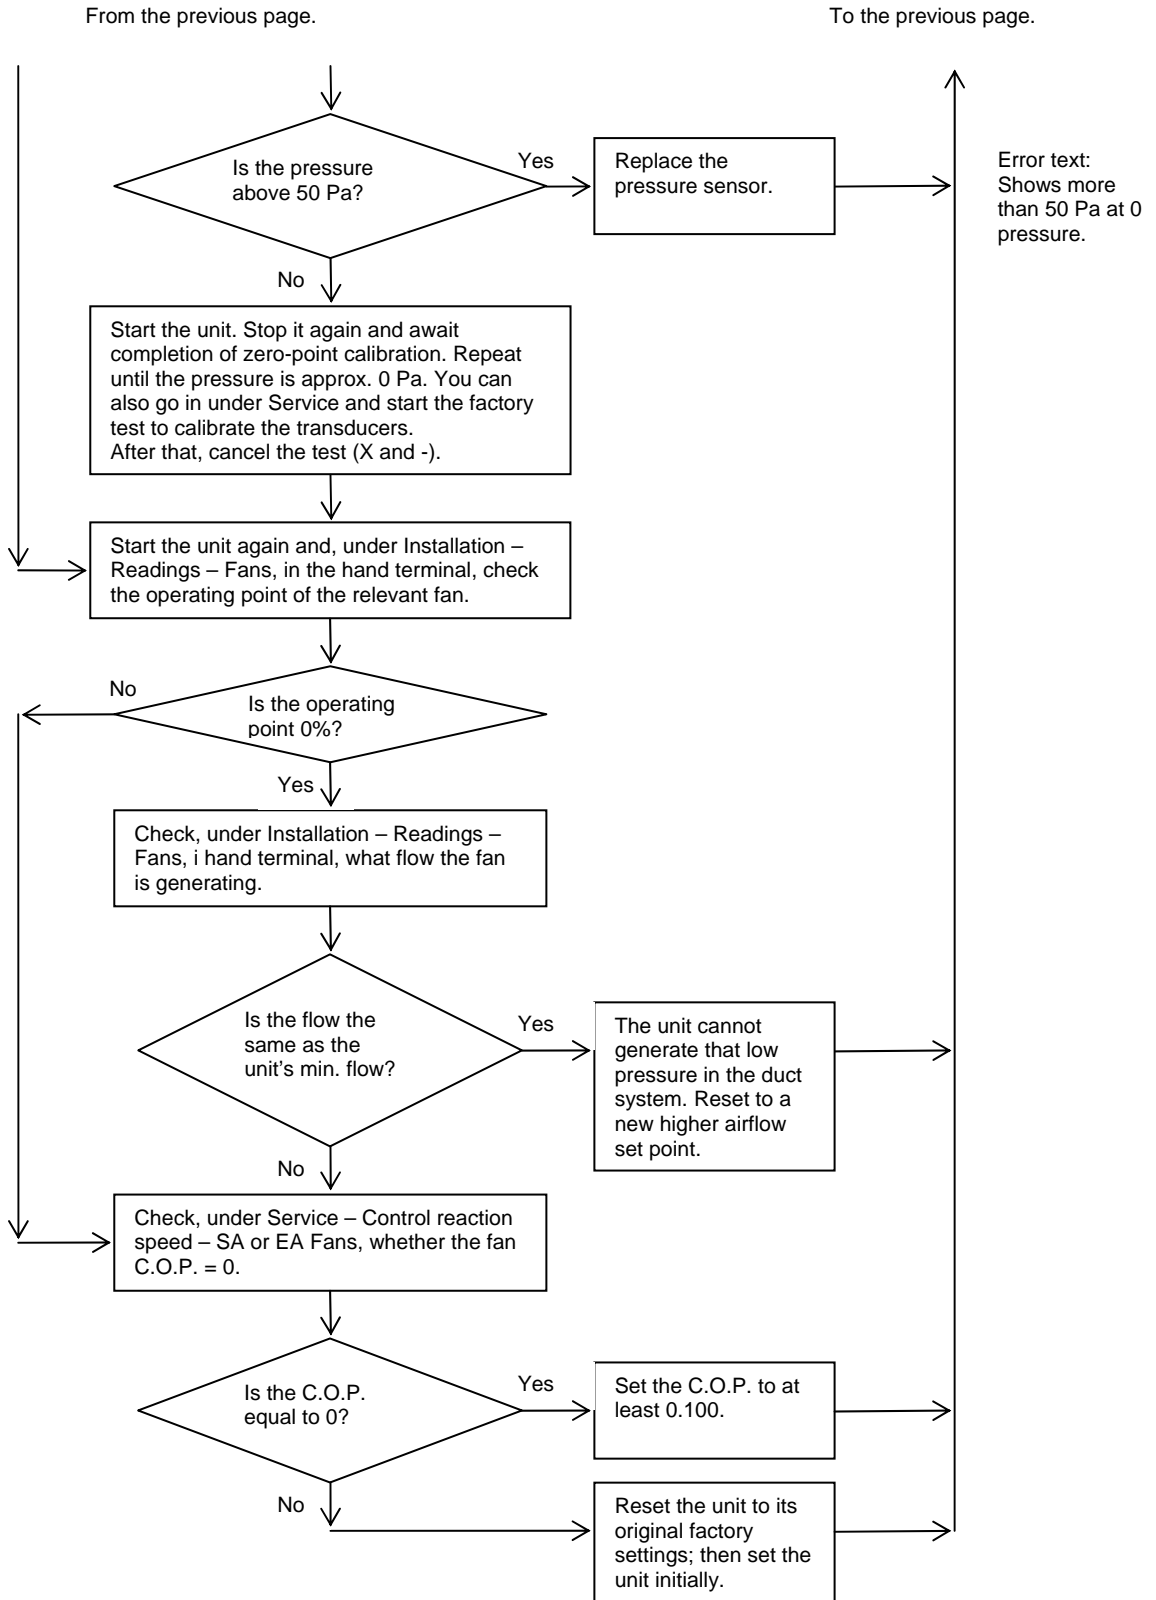 From the previous page.
To the previous page.
Is the pressure
above 50 Pa?
Yes
Replace the
pressure sensor.
Error text:
Shows more
than 50 Pa at 0
pressure.
No
Start the unit. Stop it again and await
completion of zero-point calibration. Repeat
until the pressure is approx. 0 Pa. You can
also go in under Service and start the factory
test to calibrate the transducers.
After that, cancel the test (X and -).
Start the unit again and, under Installation –
Readings – Fans, in the hand terminal, check
the operating point of the relevant fan.
No
Is the operating
point 0%?
Yes
Check, under Installation – Readings –
Fans, i hand terminal, what flow the fan
is generating.
Is the flow the
same as the
unit's min. flow?
Yes
The unit cannot
generate that low
pressure in the duct
system. Reset to a
new higher airflow
set point.
No
Check, under Service – Control reaction
speed – SA or EA Fans, whether the fan
C.O.P. = 0.
Is the C.O.P.
equal to 0?
Yes
Set the C.O.P. to at
least 0.100.
No
Reset the unit to its
original factory
settings; then set the
unit initially.